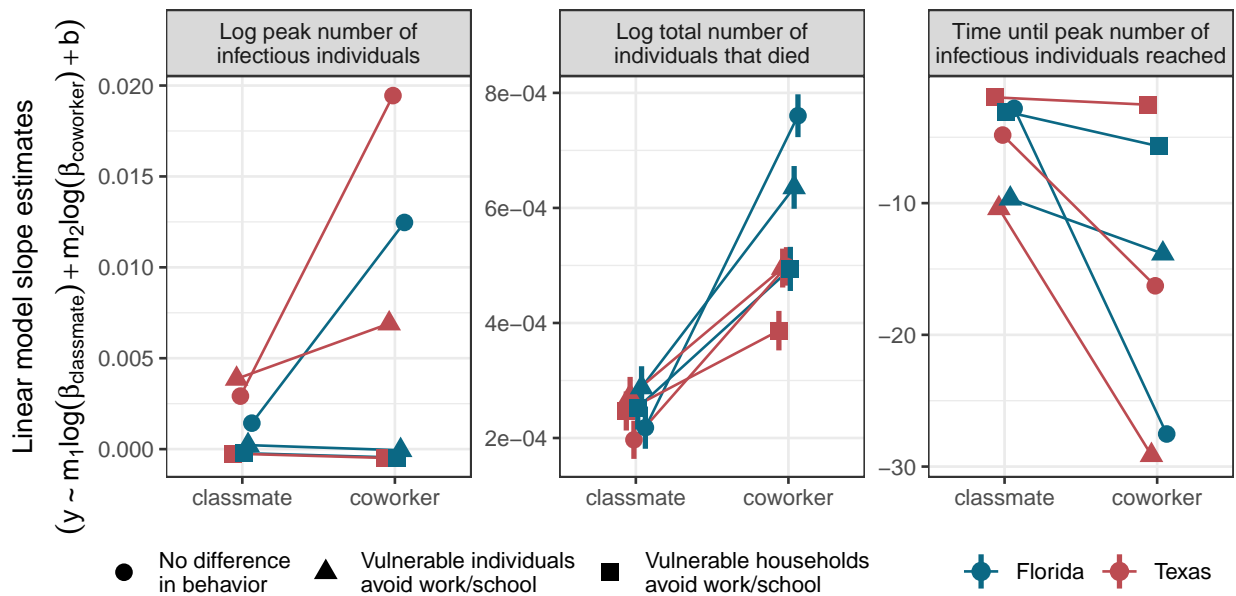 Log peak number of
infectious individuals
Log total number of
individuals that died
Time until peak number of
infectious individuals reached
Linear model slope estimates
(y ~ m₁log(β_classmate) + m₂log(β_coworker) + b)
0.020
0.015
0.010
0.005
0.000
8e−04
6e−04
4e−04
2e−04
−10
−20
−30
classmate coworker
classmate coworker
classmate coworker
No difference
in behavior
Vulnerable individuals
avoid work/school
Vulnerable households
avoid work/school
Florida Texas